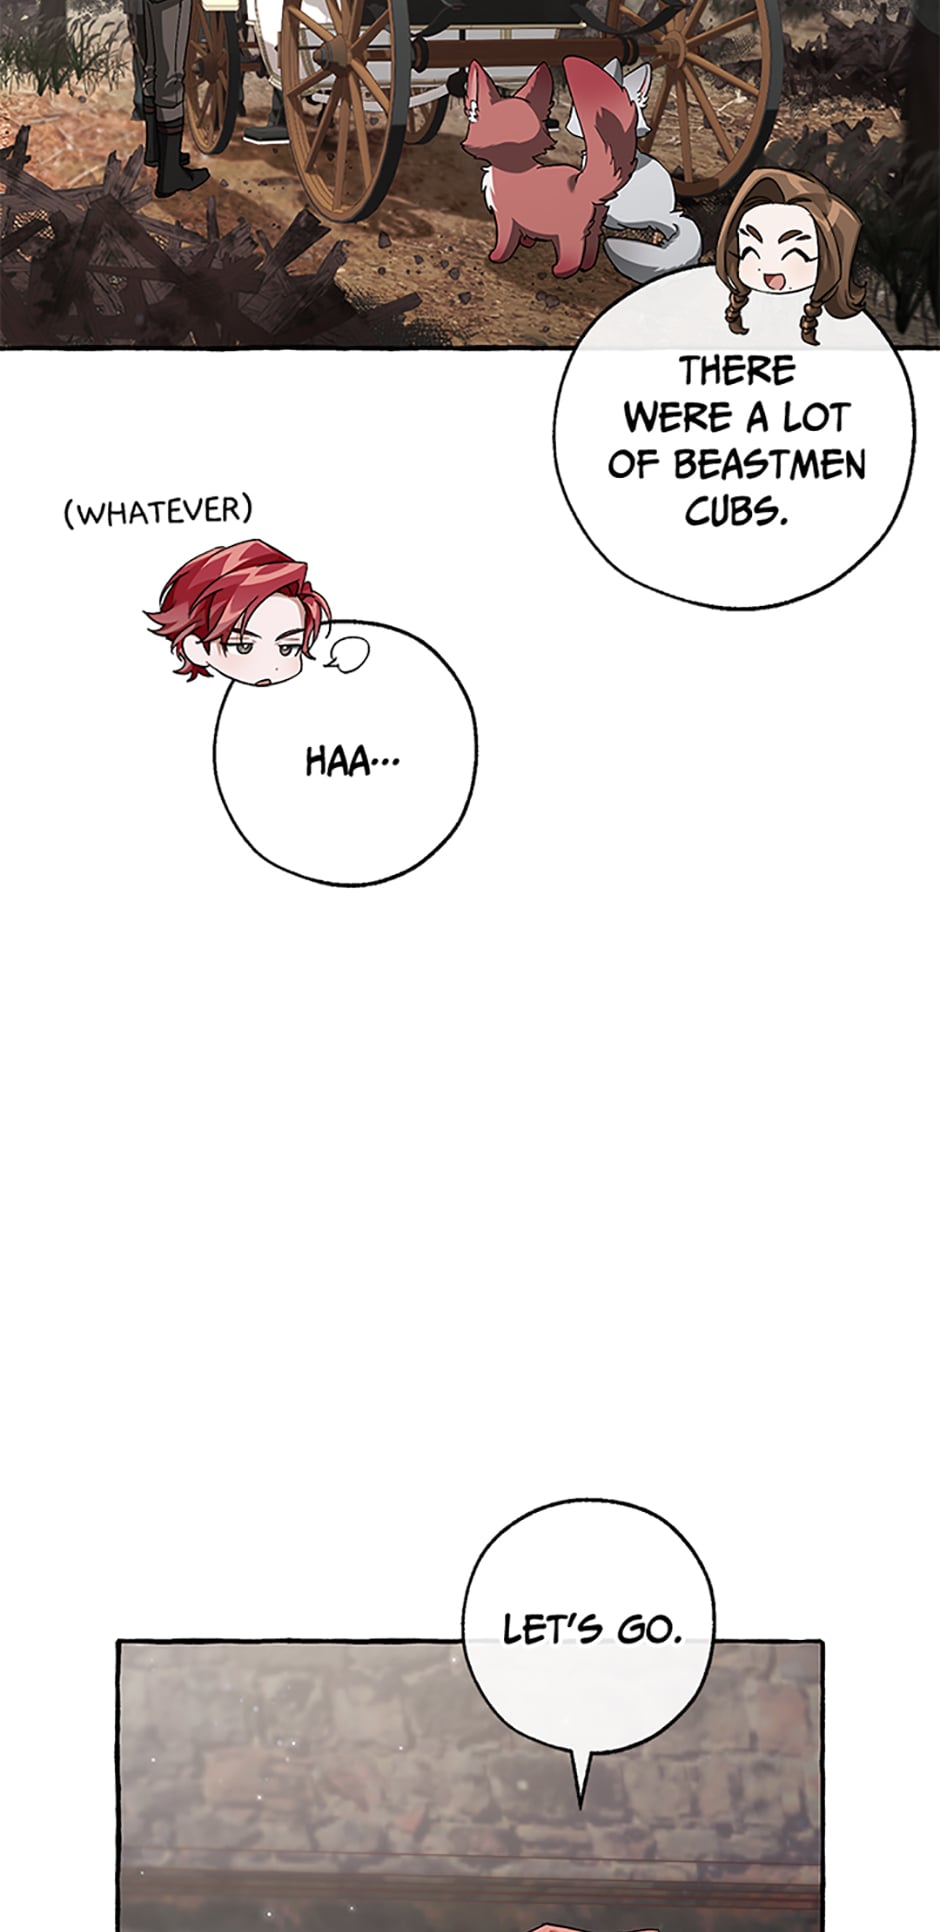 THERE
WERE A LOT
OF BEASTMEN
CUBS.
(WHATEVER)
HAA...
LET'S GO.